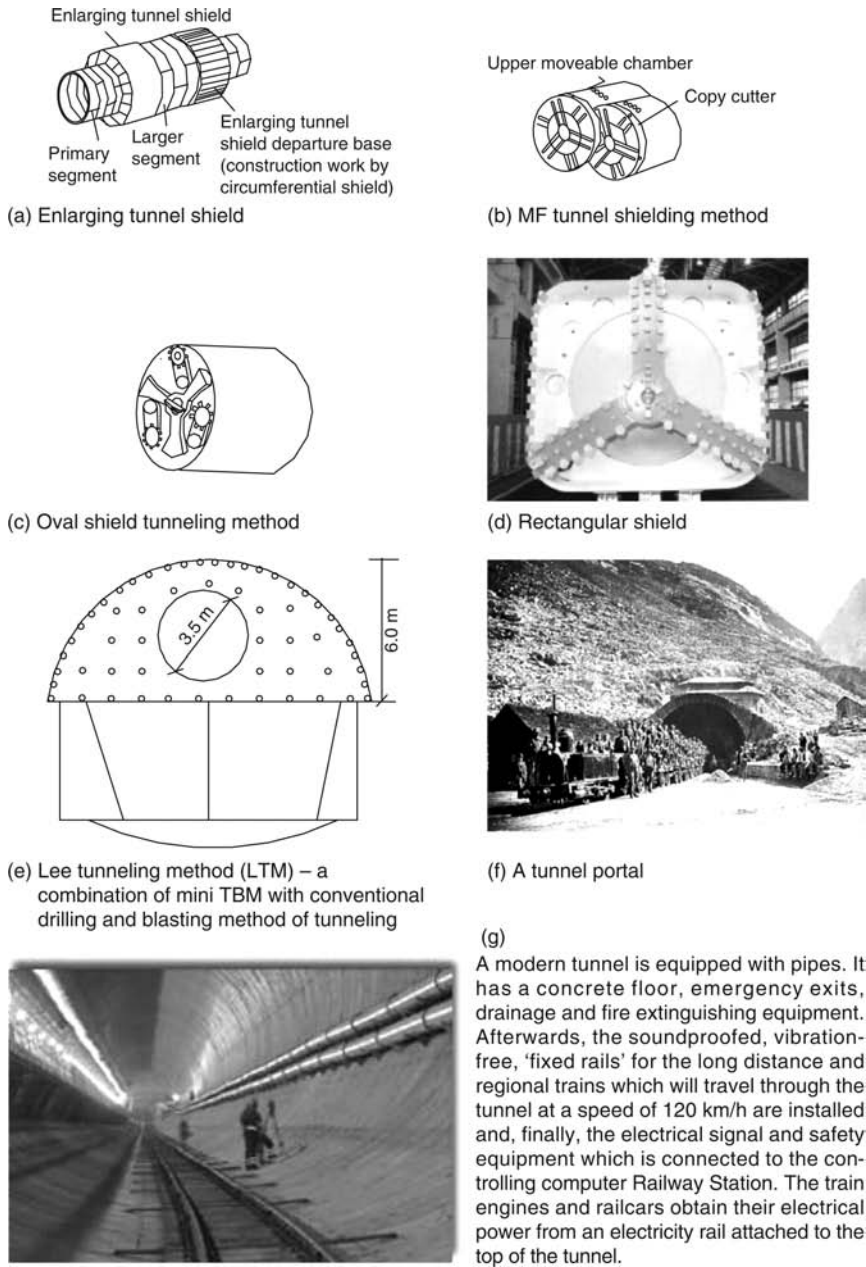 Enlarging tunnel shield
Primary
segment
Larger
segment
Enlarging tunnel
shield departure base
(construction work by
circumferential shield)
(a) Enlarging tunnel shield
Upper moveable chamber
Copy cutter
(b) MF tunnel shielding method
(c) Oval shield tunneling method
(d) Rectangular shield
3.5 m
6.0 m
(e) Lee tunneling method (LTM) – a
combination of mini TBM with conventional
drilling and blasting method of tunneling
(f) A tunnel portal
(g)
A modern tunnel is equipped with pipes. It
has a concrete floor, emergency exits,
drainage and fire extinguishing equipment.
Afterwards, the soundproofed, vibration-
free, ‘fixed rails’ for the long distance and
regional trains which will travel through the
tunnel at a speed of 120 km/h are installed
and, finally, the electrical signal and safety
equipment which is connected to the con-
trolling computer Railway Station. The train
engines and railcars obtain their electrical
power from an electricity rail attached to the
top of the tunnel.